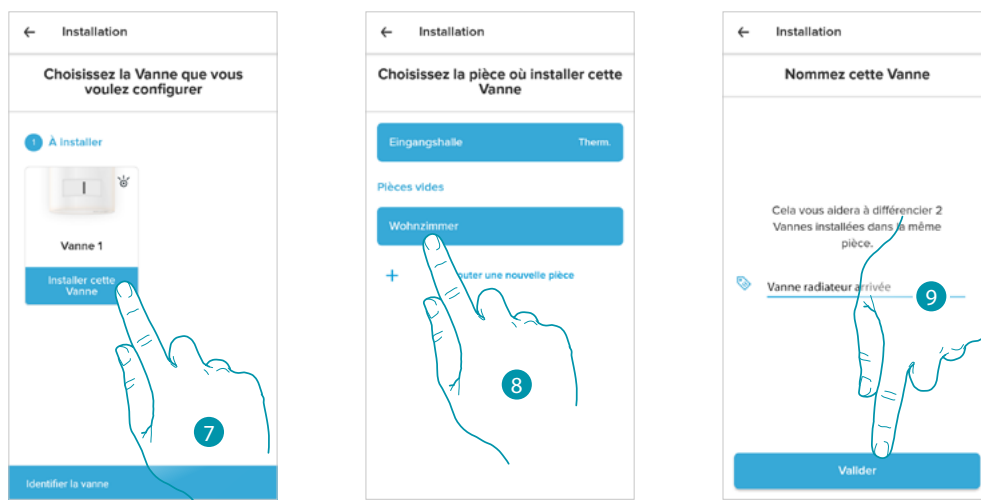 ← Installation
Choisissez la Vanne que vous
voulez configurer
1 À installer
Vanne 1
Installer cette
Vanne
7
Identifier la vanne
← Installation
Choisissez la pièce où installer cette
Vanne
Eingangshalle Therm.
Pièces vides
Wohnzimmer
+ outer une nouvelle pièce
8
← Installation
Nommez cette Vanne
Cela vous aidera à différencier 2
Vannes installées dans la même
pièce.
Vanne radiateur arrivée
9
Valider